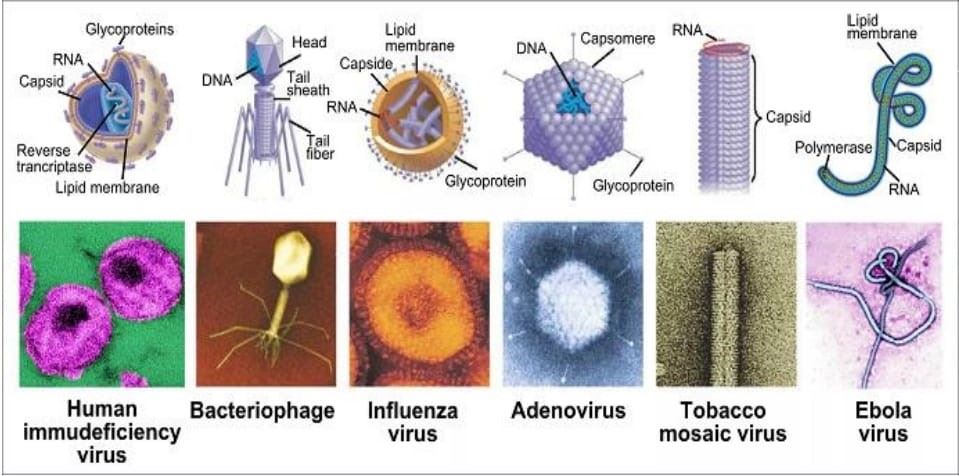 Glycoproteins
RNA
Capsid
Reverse
trancriptase
Lipid membrane
Head
DNA
Tail
sheath
Tail
fiber
Lipid
membrane
Capside
RNA
Glycoprotein
DNA
Capsomere
Glycoprotein
RNA
Capsid
Lipid
membrane
Polymerase
Capsid
RNA
Human
immudeficiency
virus
Bacteriophage
Influenza
virus
Adenovirus
Tobacco
mosaic virus
Ebola
virus